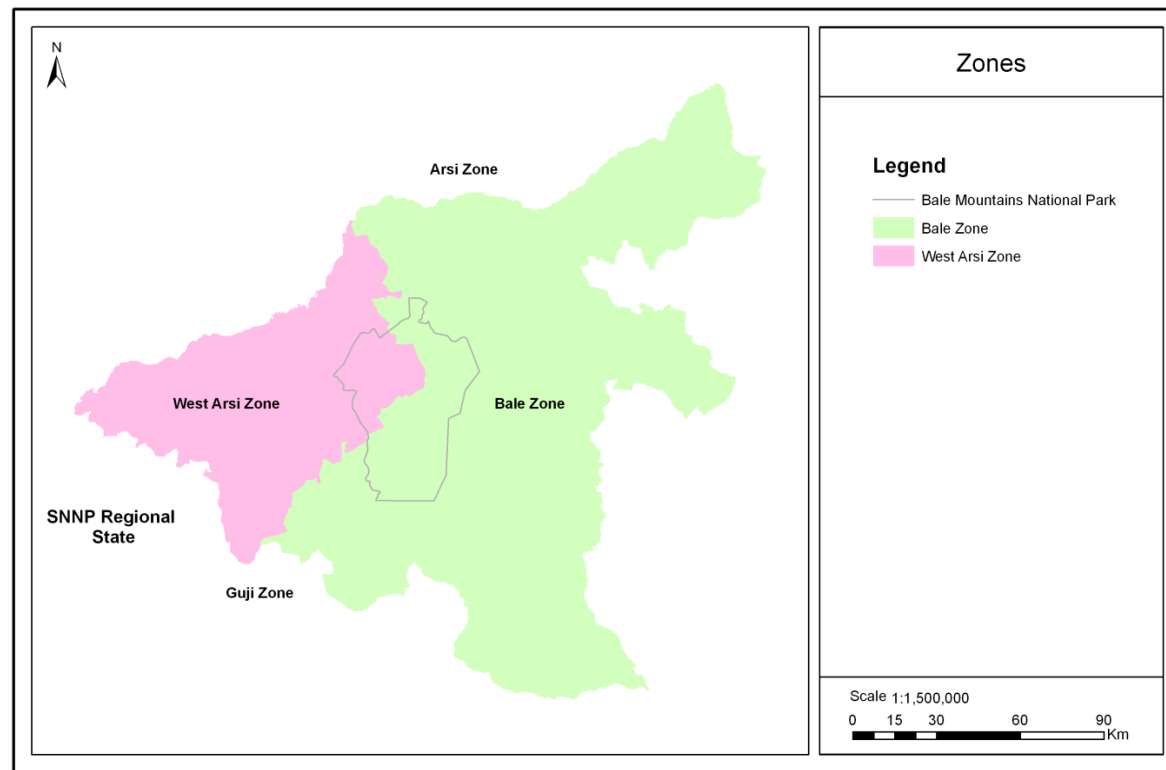 N
Arsi Zone
West Arsi Zone
Bale Zone
SNNP Regional
State
Guji Zone
Zones
Legend
Bale Mountains National Park
Bale Zone
West Arsi Zone
Scale 1:1,500,000
0 15 30 60 90
Km